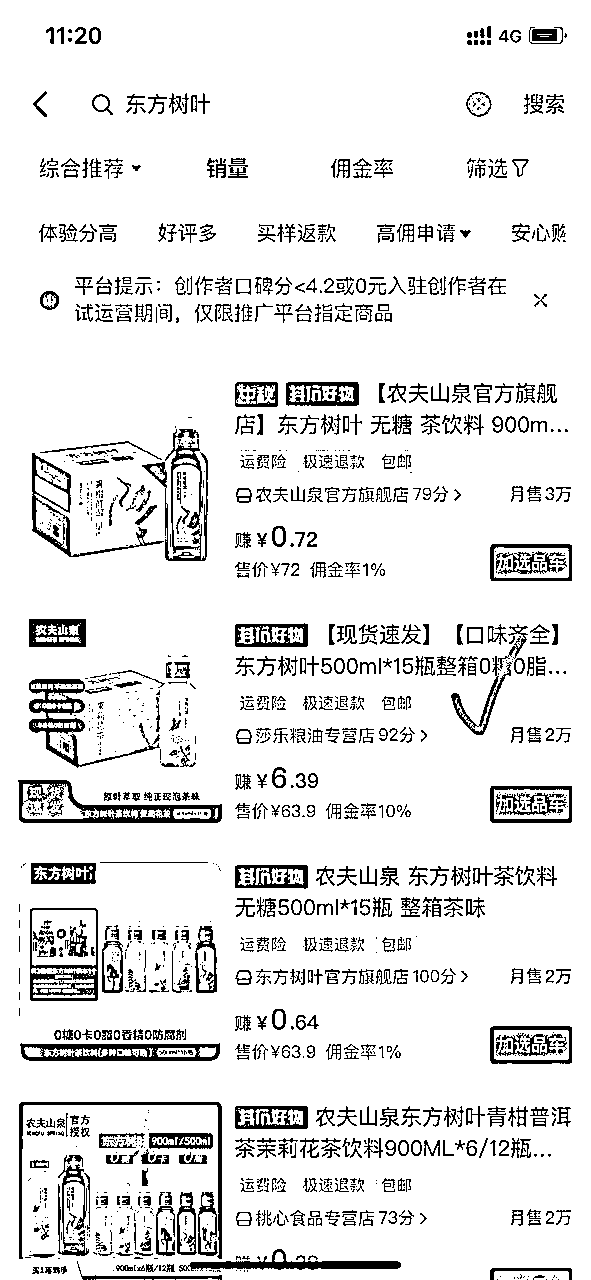 11:20
4G
东方树叶
搜索
综合推荐
销量
佣金率
筛选
体验分高
好评多
买样返款
高佣申请
安心购
平台提示：创作者口碑分<4.2或0元入驻创作者在
试运营期间，仅限推广平台指定商品
【农夫山泉官方旗舰
店】东方树叶 无糖 茶饮料 900m...
运费险 极速退款 包邮
农夫山泉官方旗舰店 79分
月售3万
赚 ¥0.72
售价¥72 佣金率1%
加选品车
农夫山泉
抖店好物 【现货速发】【口味齐全】
东方树叶500ml*15瓶整箱0糖0脂...
运费险 极速退款 包邮
莎乐粮油专营店 92分
月售2万
赚 ¥6.39
售价¥63.9 佣金率10%
加选品车
原叶萃取 纯正现泡茶味
东方树叶
抖店好物 农夫山泉 东方树叶茶饮料
无糖500ml*15瓶 整箱茶味
运费险 极速退款 包邮
东方树叶官方旗舰店 100分
月售2万
赚 ¥0.64
售价¥63.9 佣金率1%
加选品车
0糖0卡0脂0香精0防腐剂
农夫山泉
官方
授权
900ml/500ml
抖店好物 农夫山泉东方树叶青柑普洱
茶茉莉花茶饮料900ML*6/12瓶...
运费险 极速退款 包邮
桃心食品专营店 73分
月售2万